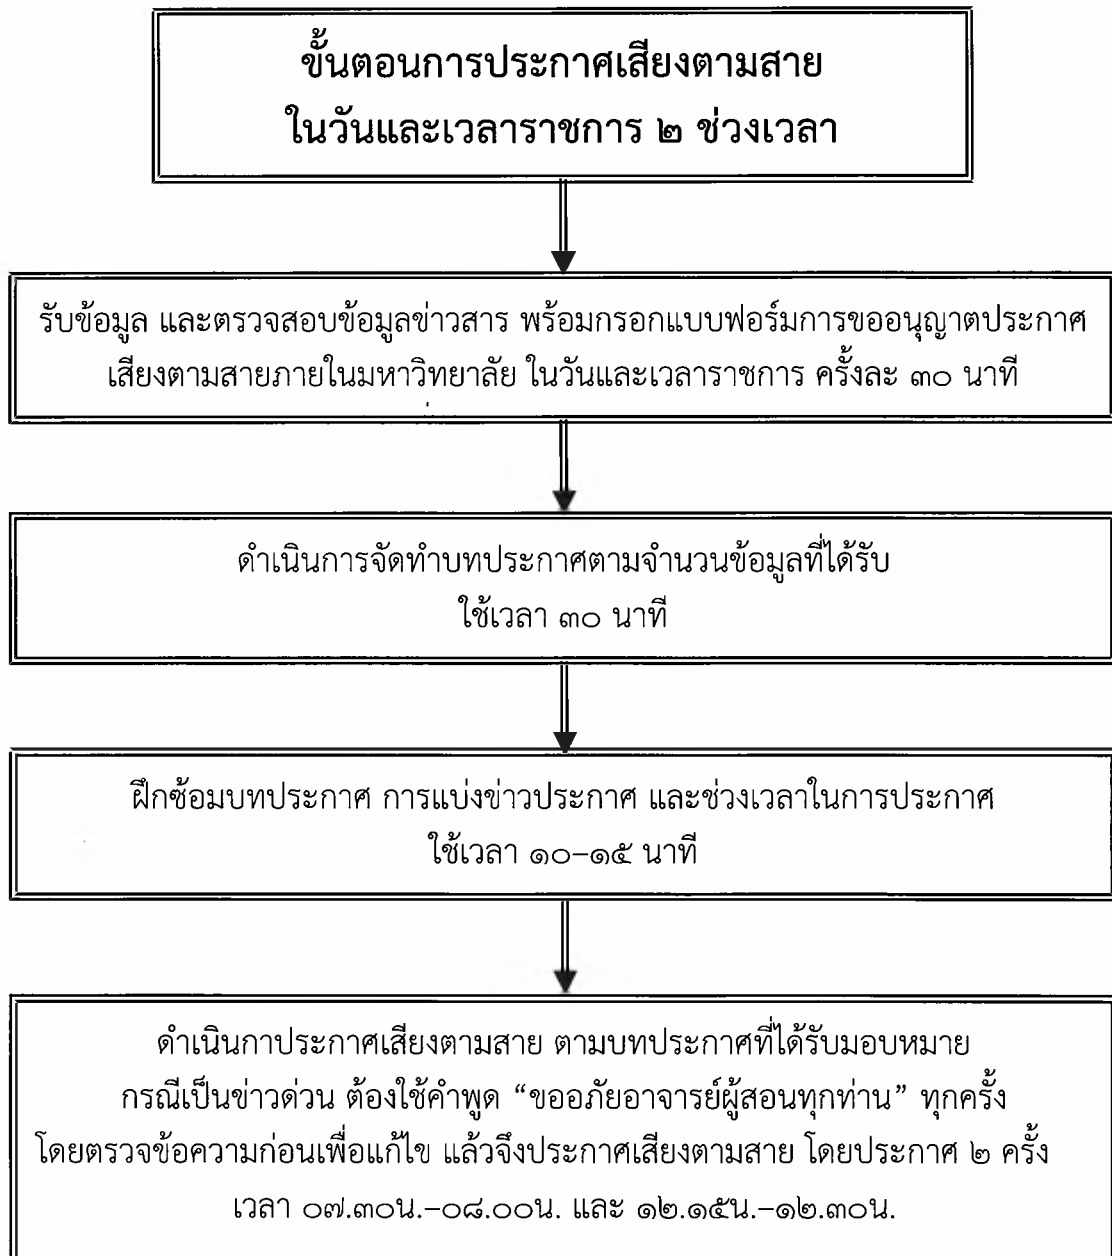 ขั้นตอนการประกาศเสียงตามสาย
ในวันและเวลาราชการ ๒ ช่วงเวลา
รับข้อมูล และตรวจสอบข้อมูลข่าวสาร พร้อมกรอกแบบฟอร์มการขออนุญาตประกาศ
เสียงตามสายภายในมหาวิทยาลัย ในวันและเวลาราชการ ครั้งละ ๓๐ นาที
ดำเนินการจัดทำบทประกาศตามจำนวนข้อมูลที่ได้รับ
ใช้เวลา ๓๐ นาที
ฝึกซ้อมบทประกาศ การแบ่งข่าวประกาศ และช่วงเวลาในการประกาศ
ใช้เวลา ๑๐–๑๕ นาที
ดำเนินกาประกาศเสียงตามสาย ตามบทประกาศที่ได้รับมอบหมาย
กรณีเป็นข่าวด่วน ต้องใช้คำพูด “ขออภัยอาจารย์ผู้สอนทุกท่าน” ทุกครั้ง
โดยตรวจข้อความก่อนเพื่อแก้ไข แล้วจึงประกาศเสียงตามสาย โดยประกาศ ๒ ครั้ง
เวลา ๐๗.๓๐น.–๐๘.๐๐น. และ ๑๒.๑๕น.–๑๒.๓๐น.